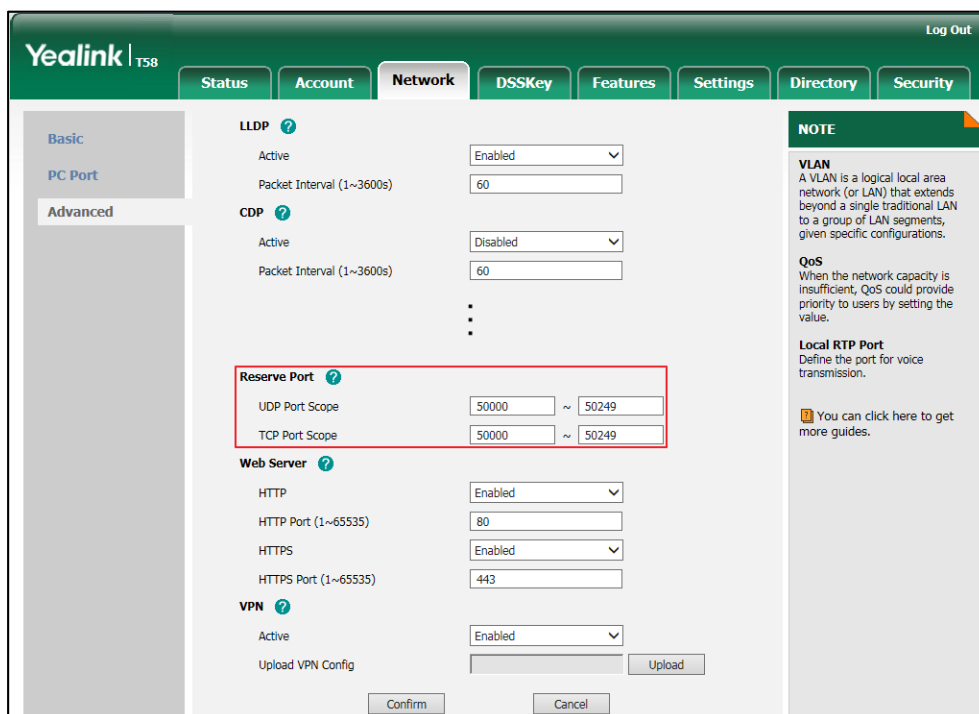 Log Out
Yealink | T58
Status Account Network DSSKey Features Settings Directory Security
Basic
PC Port
Advanced
LLDP ?
Active Enabled
Packet Interval (1~3600s) 60
CDP ?
Active Disabled
Packet Interval (1~3600s) 60
Reserve Port ?
UDP Port Scope 50000 ~ 50249
TCP Port Scope 50000 ~ 50249
Web Server ?
HTTP Enabled
HTTP Port (1~65535) 80
HTTPS Enabled
HTTPS Port (1~65535) 443
VPN ?
Active Enabled
Upload VPN Config Upload
Confirm Cancel
NOTE
VLAN
A VLAN is a logical local area
network (or LAN) that extends
beyond a single traditional LAN
to a group of LAN segments,
given specific configurations.
QoS
When the network capacity is
insufficient, QoS could provide
priority to users by setting the
value.
Local RTP Port
Define the port for voice
transmission.
? You can click here to get
more guides.